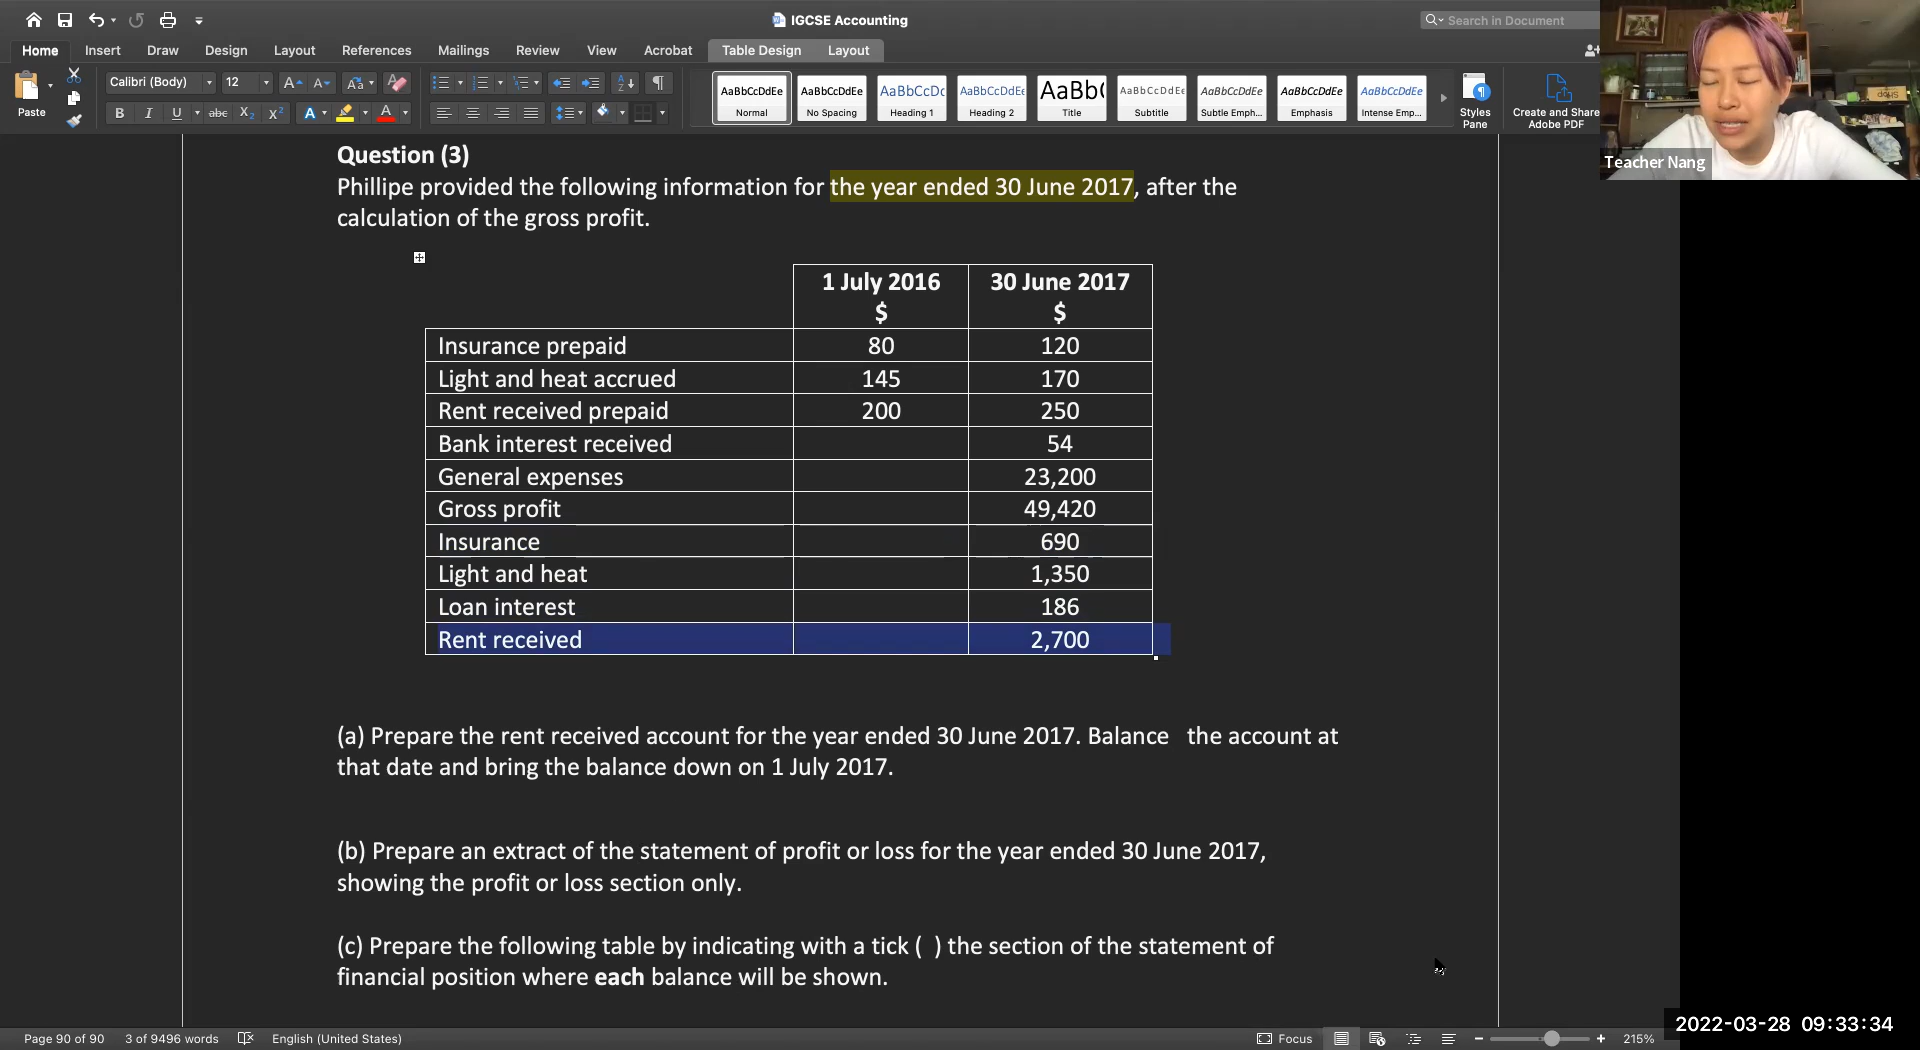 IGCSE Accounting
Search in Document
Home Insert Draw Design Layout References Mailings Review View Acrobat Table Design Layout
Paste
Calibri (Body) 12
AaBbCcDdEe AaBbCcDdEe AaBbCcDc AaBbCcDdEe AaBb( AaBbCcDdEe AaBbCcDdEe AaBbCcDdEe AaBbCcDdEe
Normal No Spacing Heading 1 Heading 2 Title Subtitle Subtle Emph... Emphasis Intense Emp...
Styles Pane
Create and Share Adobe PDF
Teacher Nang
Question (3)
Phillipe provided the following information for the year ended 30 June 2017, after the
calculation of the gross profit.
1 July 2016 30 June 2017
$ $
Insurance prepaid 80 120
Light and heat accrued 145 170
Rent received prepaid 200 250
Bank interest received 54
General expenses 23,200
Gross profit 49,420
Insurance 690
Light and heat 1,350
Loan interest 186
Rent received 2,700
(a) Prepare the rent received account for the year ended 30 June 2017. Balance the account at
that date and bring the balance down on 1 July 2017.
(b) Prepare an extract of the statement of profit or loss for the year ended 30 June 2017,
showing the profit or loss section only.
(c) Prepare the following table by indicating with a tick ( ) the section of the statement of
financial position where each balance will be shown.
Page 90 of 90 3 of 9496 words English (United States) Focus 215%
2022-03-28 09:33:34